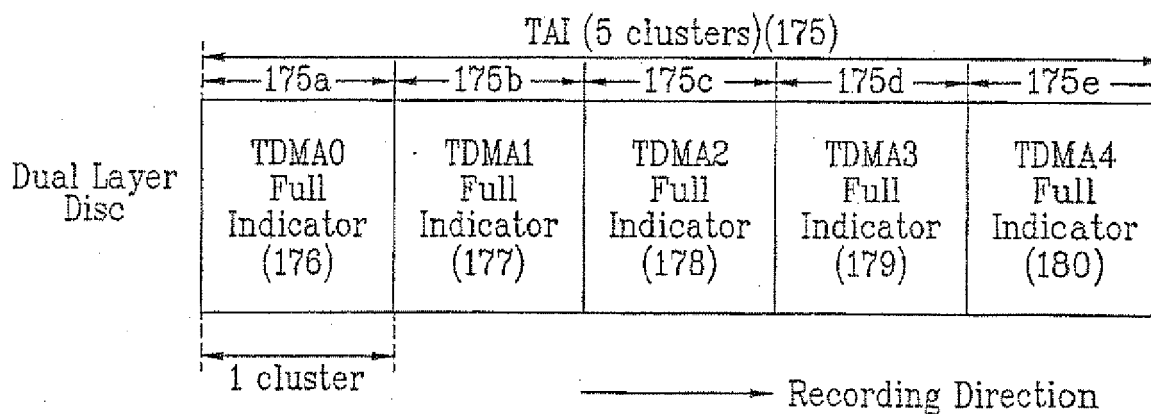 TAI (5 clusters)(175)
175a 175b 175c 175d 175e
Dual Layer
Disc
TDMA0
Full
Indicator
(176)
TDMA1
Full
Indicator
(177)
TDMA2
Full
Indicator
(178)
TDMA3
Full
Indicator
(179)
TDMA4
Full
Indicator
(180)
1 cluster
Recording Direction